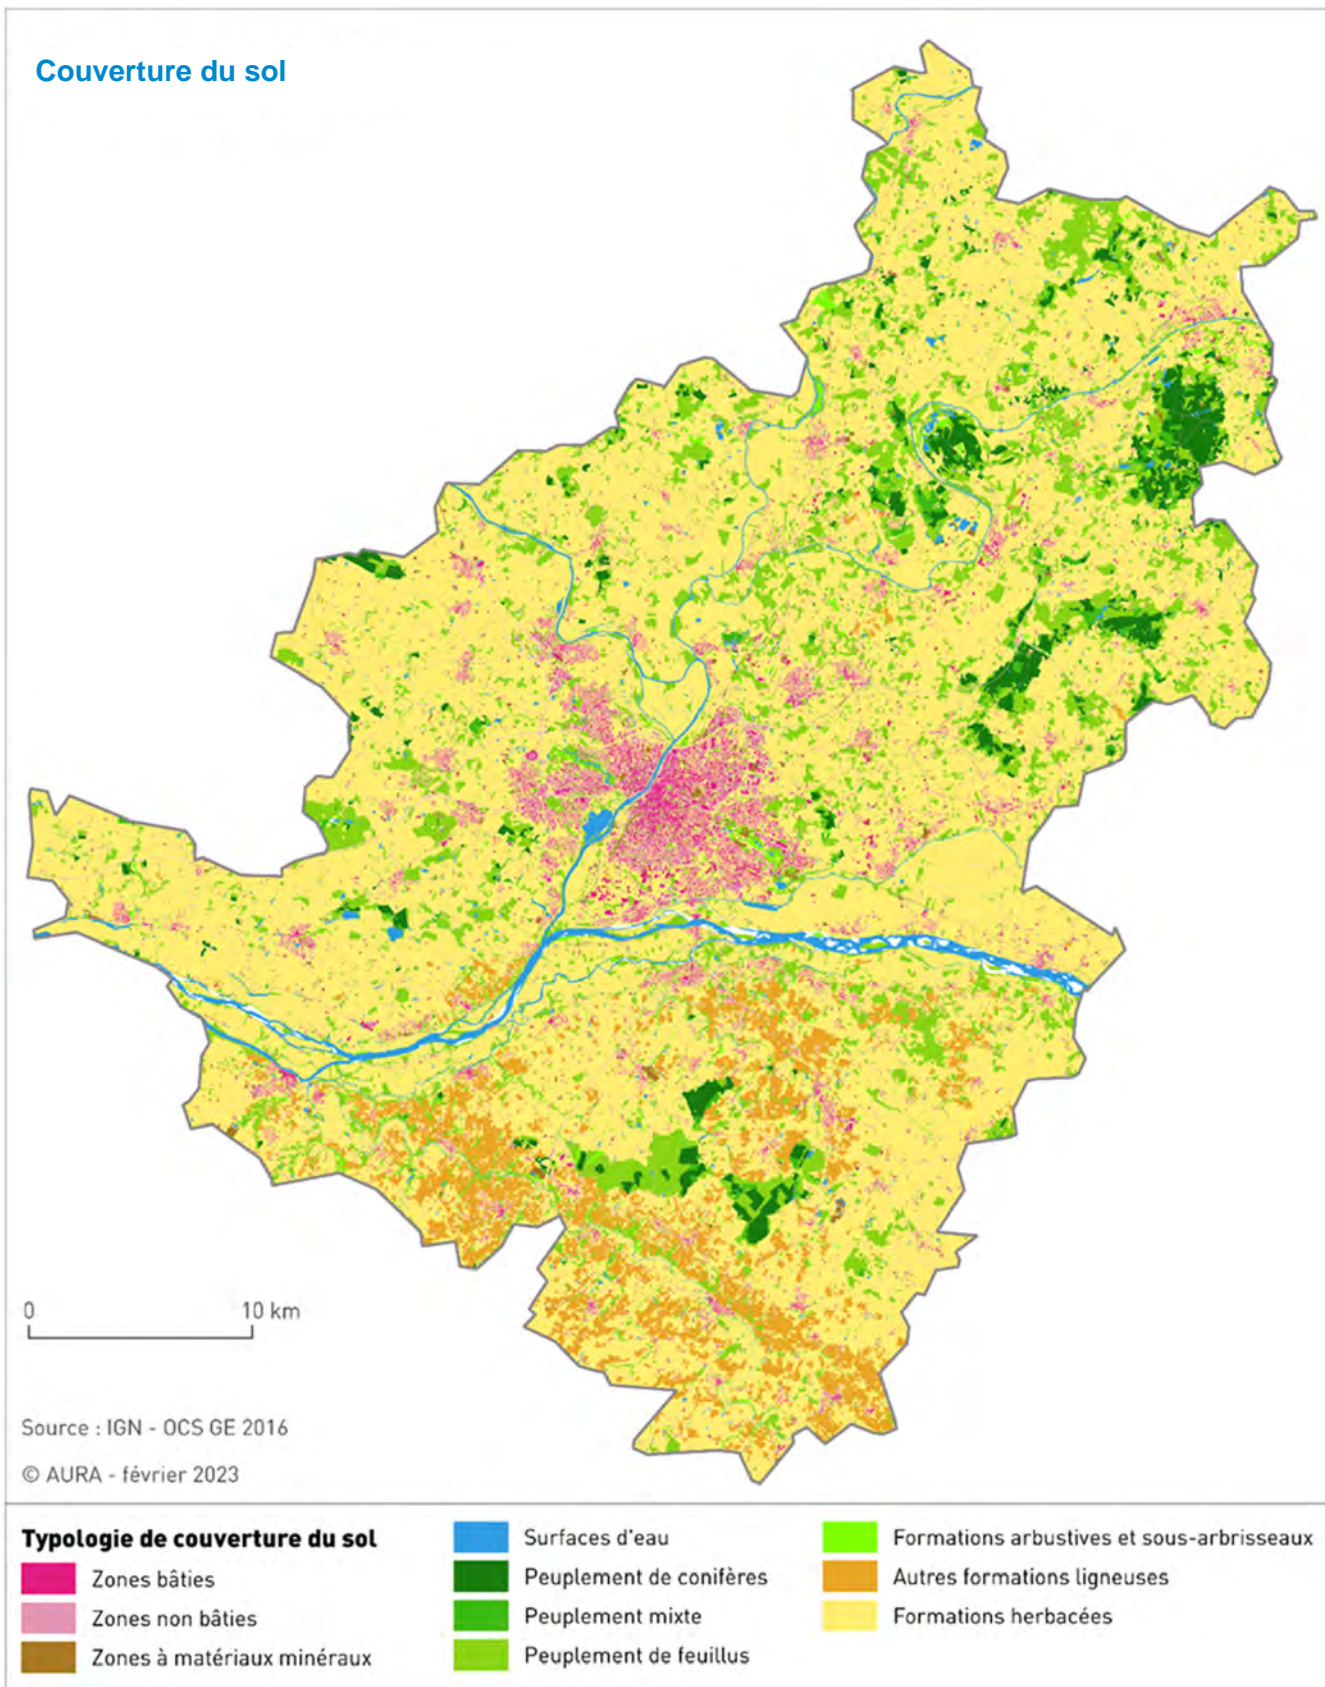 Couverture du sol
0 10 km
Source : IGN - OCS GE 2016
© AURA - février 2023
Typologie de couverture du sol
Zones bâties
Zones non bâties
Zones à matériaux minéraux
Surfaces d'eau
Peuplement de conifères
Peuplement mixte
Peuplement de feuillus
Formations arbustives et sous-arbrisseaux
Autres formations ligneuses
Formations herbacées